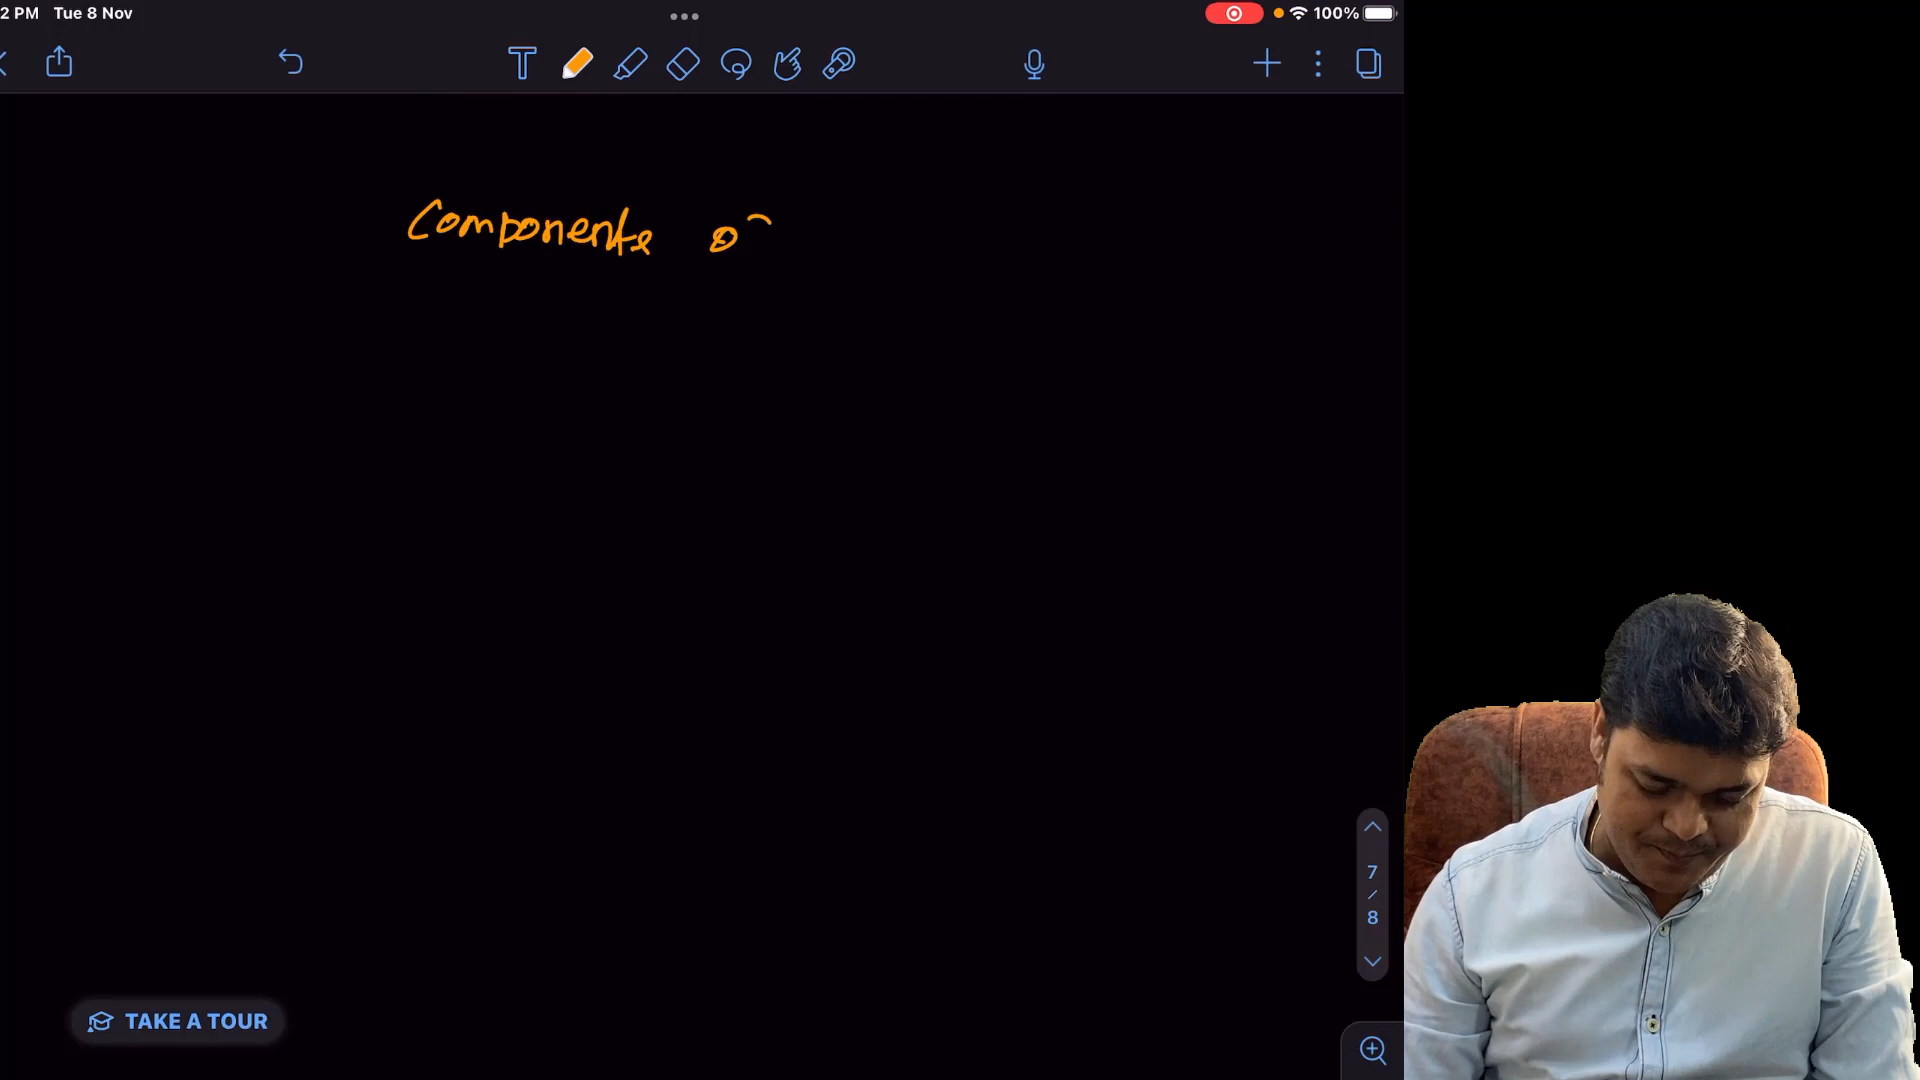 2 PM Tue 8 Nov
100%
Components o
7
/
8
TAKE A TOUR